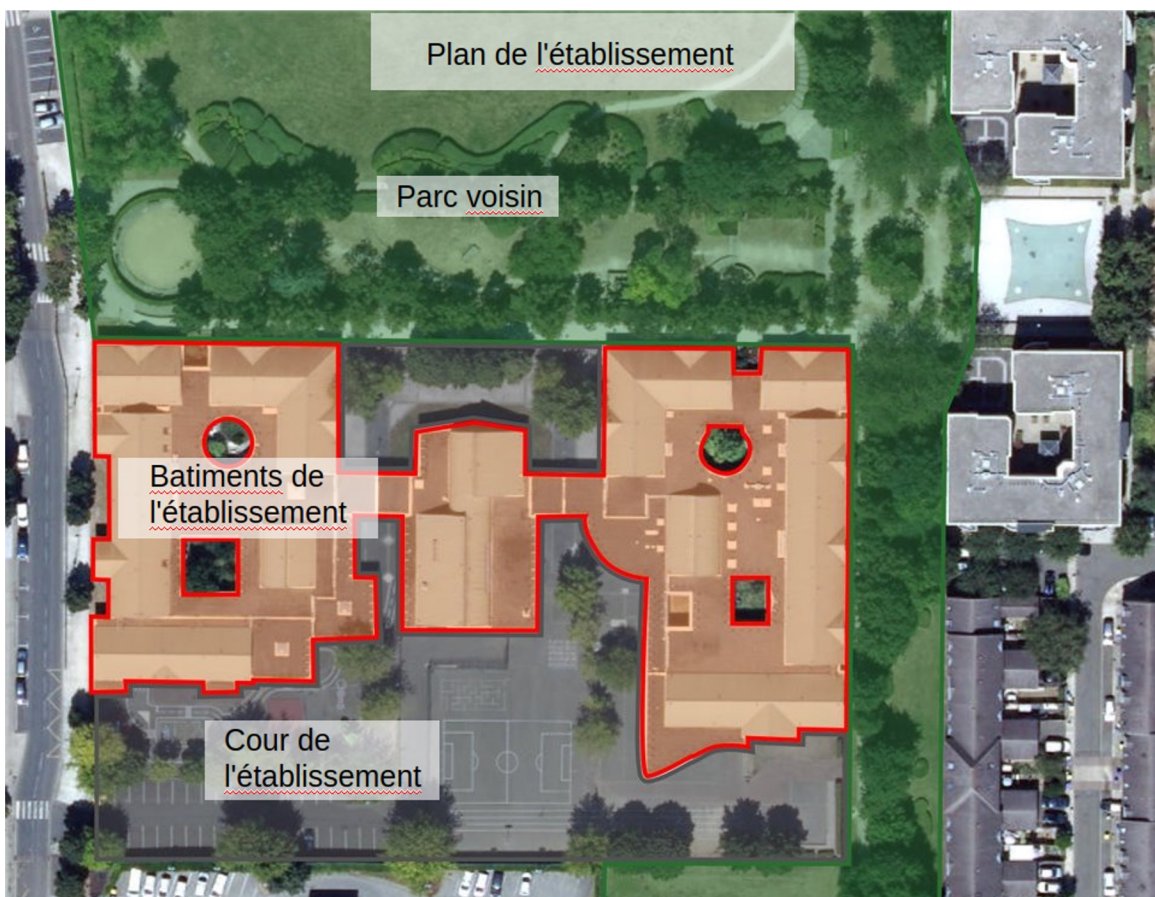 Plan de l'établissement
Parc voisin
Batiments de
l'établissement
Cour de
l'établissement